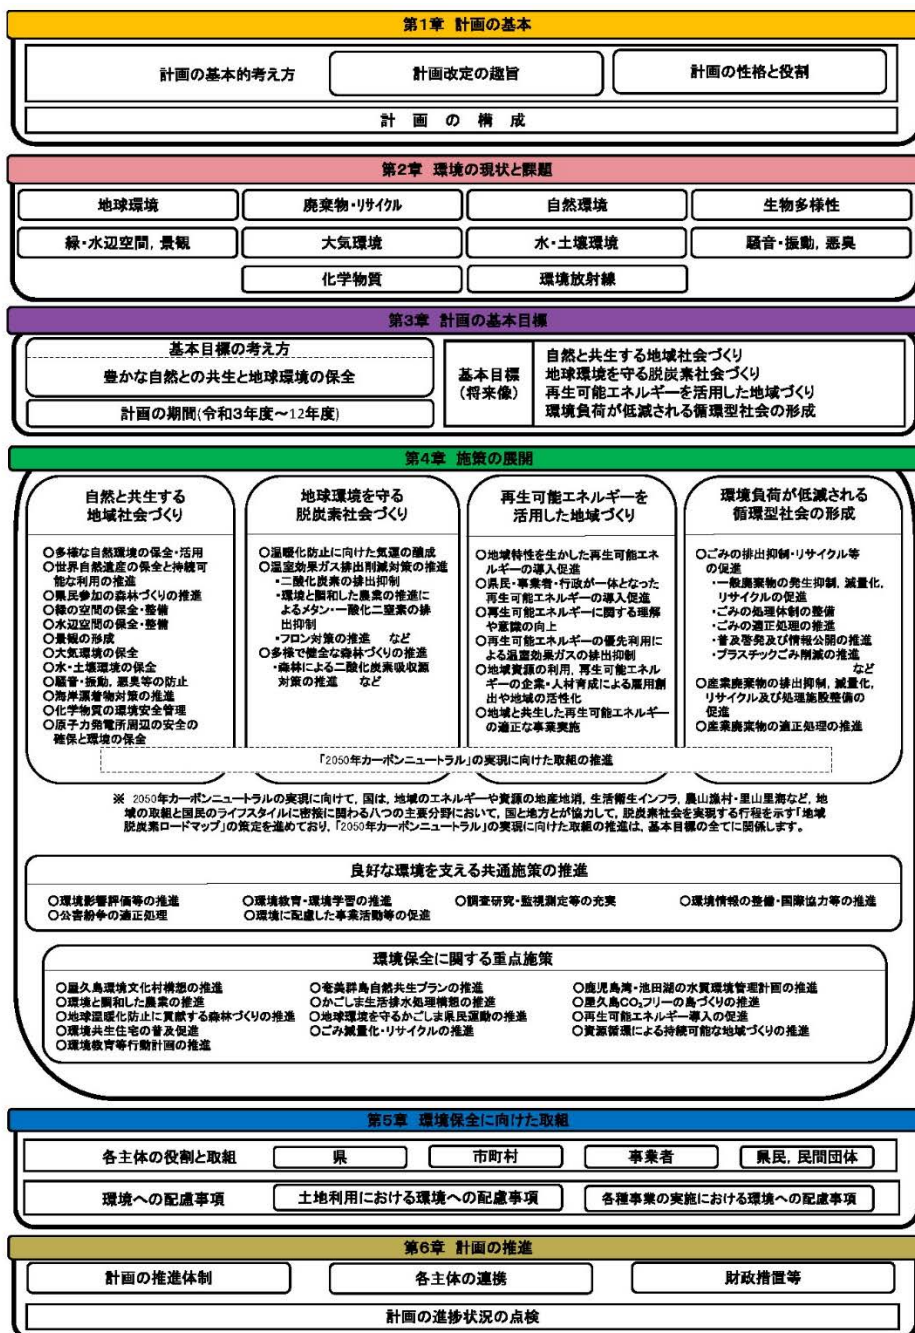 第1章 計画の基本
計画の基本的考え方
計画改定の趣旨
計画の性格と役割
計 画 の 構 成
第2章 環境の現状と課題
地球環境
廃棄物・リサイクル
自然環境
生物多様性
緑・水辺空間，景観
大気環境
水・土壌環境
騒音・振動，悪臭
化学物質
環境放射線
第3章 計画の基本目標
基本目標の考え方
豊かな自然との共生と地球環境の保全
計画の期間(令和3年度～12年度)
基本目標
(将来像)
自然と共生する地域社会づくり
地球環境を守る脱炭素社会づくり
再生可能エネルギーを活用した地域づくり
環境負荷が低減される循環型社会の形成
第4章 施策の展開
自然と共生する
地域社会づくり
○多様な自然環境の保全・活用
○世界自然遺産の保全と持続可
能な利用の推進
○県民参加の森林づくりの推進
○緑の空間の保全・整備
○水辺空間の保全・整備
○景観の形成
○大気環境の保全
○水・土壌環境の保全
○騒音・振動，悪臭等の防止
○海岸漂着物対策の推進
○化学物質の環境安全管理
○原子力発電所周辺の安全の
確保と環境の保全
地球環境を守る
脱炭素社会づくり
○温暖化防止に向けた気運の醸成
○温室効果ガス排出削減対策の推進
・二酸化炭素の排出抑制
・環境と調和した農業の推進に
よるメタン・一酸化二窒素の排
出抑制
・フロン対策の推進 など
○多様で健全な森林づくりの推進
・森林による二酸化炭素吸収源
対策の推進 など
再生可能エネルギーを
活用した地域づくり
○地域特性を生かした再生可能エネ
ルギーの導入促進
○県民・事業者・行政が一体となった
再生可能エネルギーの導入促進
○再生可能エネルギーに関する理解
や意識の向上
○再生可能エネルギーの優先利用に
よる温室効果ガスの排出抑制
○地域資源の利用，再生可能エネル
ギーの企業・人材育成による雇用創
出や地域の活性化
○地域と共生した再生可能エネルギー
の適正な事業実施
環境負荷が低減される
循環型社会の形成
○ごみの排出抑制・リサイクル等
の促進
・一般廃棄物の発生抑制，減量化，
リサイクルの促進
・ごみの処理体制の整備
・ごみの適正処理の推進
・普及啓発及び情報公開の推進
・プラスチックごみ削減の推進
など
○産業廃棄物の排出抑制，減量化，
リサイクル及び処理施設整備の
促進
○産業廃棄物の適正処理の推進
「2050年カーボンニュートラル」の実現に向けた取組の推進
※ 2050年カーボンニュートラルの実現に向けて，国は，地域のエネルギーや資源の地産地消，生活衛生インフラ，農山漁村・里山里海など，地
域の取組と国民のライフスタイルに密接に関わる八つの主要分野において，国と地方とが協力して，脱炭素社会を実現する行程を示す「地域
脱炭素ロードマップ」の策定を進めており，「2050年カーボンニュートラル」の実現に向けた取組の推進は，基本目標の全てに関係します。
良好な環境を支える共通施策の推進
○環境影響評価等の推進
○環境教育・環境学習の推進
○調査研究・監視測定等の充実
○環境情報の整備・国際協力等の推進
○公害紛争の適正処理
○環境に配慮した事業活動等の促進
環境保全に関する重点施策
○屋久島環境文化村構想の推進
○奄美群島自然共生プランの推進
○鹿児島湾・池田湖の水質環境管理計画の推進
○環境と調和した農業の推進
○かごしま生活排水処理構想の推進
○屋久島CO₂フリーの島づくりの推進
○地球温暖化防止に貢献する森林づくりの推進
○地球環境を守るかごしま県民運動の推進
○再生可能エネルギー導入の促進
○環境共生住宅の普及促進
○ごみ減量化・リサイクルの推進
○資源循環による持続可能な地域づくりの推進
○環境教育等行動計画の推進
第5章 環境保全に向けた取組
各主体の役割と取組
県
市町村
事業者
県民，民間団体
環境への配慮事項
土地利用における環境への配慮事項
各種事業の実施における環境への配慮事項
第6章 計画の推進
計画の推進体制
各主体の連携
財政措置等
計画の進捗状況の点検